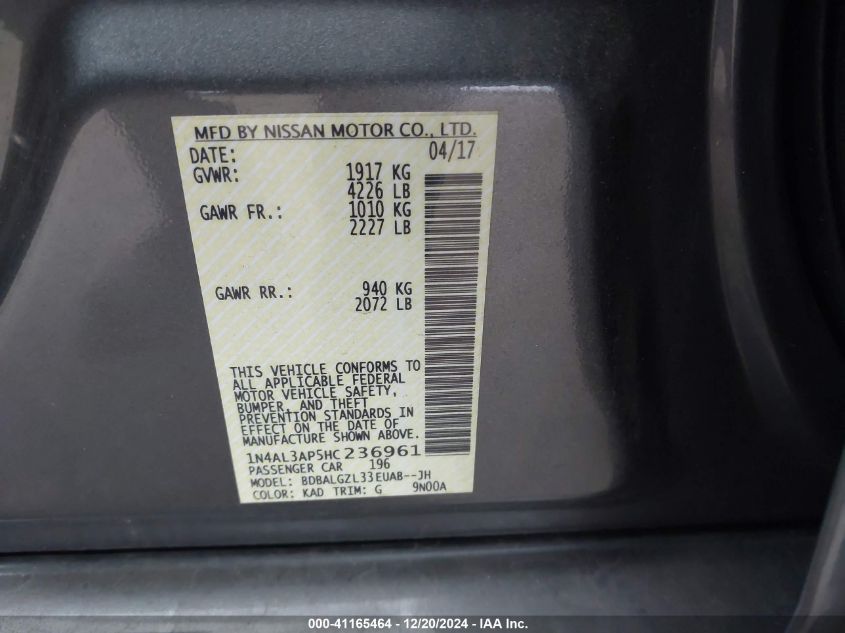 MFD BY NISSAN MOTOR CO., LTD.
DATE: 04/17
GVWR: 1917 KG
4226 LB
GAWR FR.: 1010 KG
2227 LB
GAWR RR.: 940 KG
2072 LB
THIS VEHICLE CONFORMS TO
ALL APPLICABLE FEDERAL
MOTOR VEHICLE SAFETY,
BUMPER, AND THEFT
PREVENTION STANDARDS IN
EFFECT ON THE DATE OF
MANUFACTURE SHOWN ABOVE.
1N4AL3AP5HC236961
PASSENGER CAR 196
MODEL: BDBALGZL33EUAB--JH
COLOR: KAD TRIM: G 9N00A
000-41165464 - 12/20/2024 - IAA Inc.